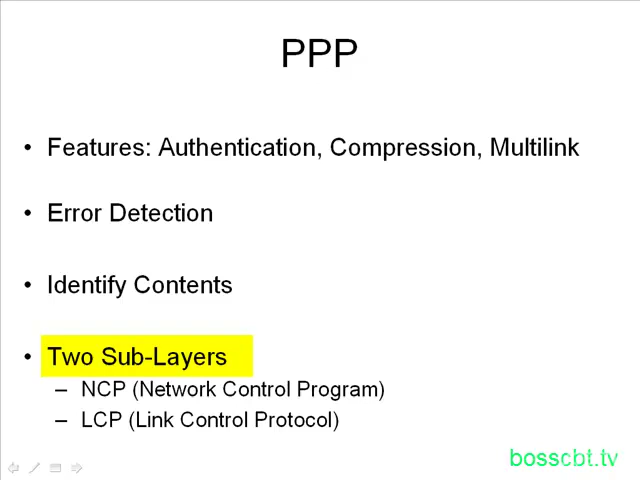 PPP
• Features: Authentication, Compression, Multilink
• Error Detection
• Identify Contents
• Two Sub-Layers
– NCP (Network Control Program)
– LCP (Link Control Protocol)
bosscbt.tv